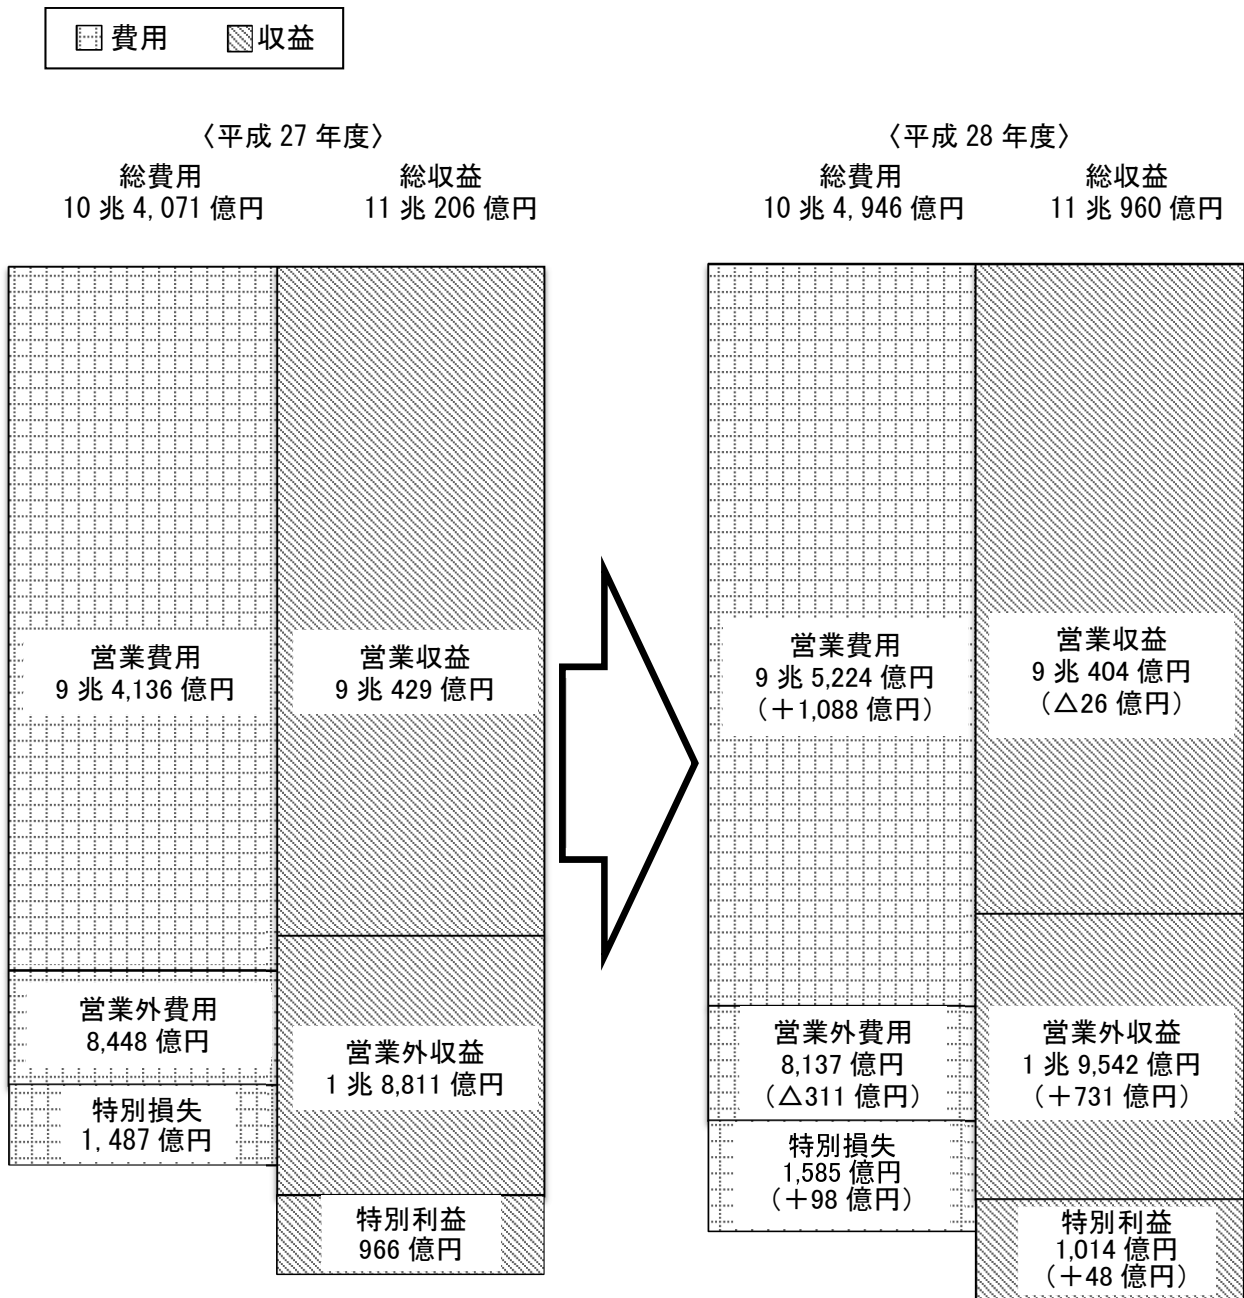 費用 収益
〈平成 27 年度〉
総費用
10 兆 4,071 億円
総収益
11 兆 206 億円
営業費用
9 兆 4,136 億円
営業収益
9 兆 429 億円
営業外費用
8,448 億円
営業外収益
1 兆 8,811 億円
特別損失
1,487 億円
特別利益
966 億円
〈平成 28 年度〉
総費用
10 兆 4,946 億円
総収益
11 兆 960 億円
営業費用
9 兆 5,224 億円
(+1,088 億円)
営業収益
9 兆 404 億円
(△26 億円)
営業外費用
8,137 億円
(△311 億円)
営業外収益
1 兆 9,542 億円
(+731 億円)
特別損失
1,585 億円
(+98 億円)
特別利益
1,014 億円
(+48 億円)